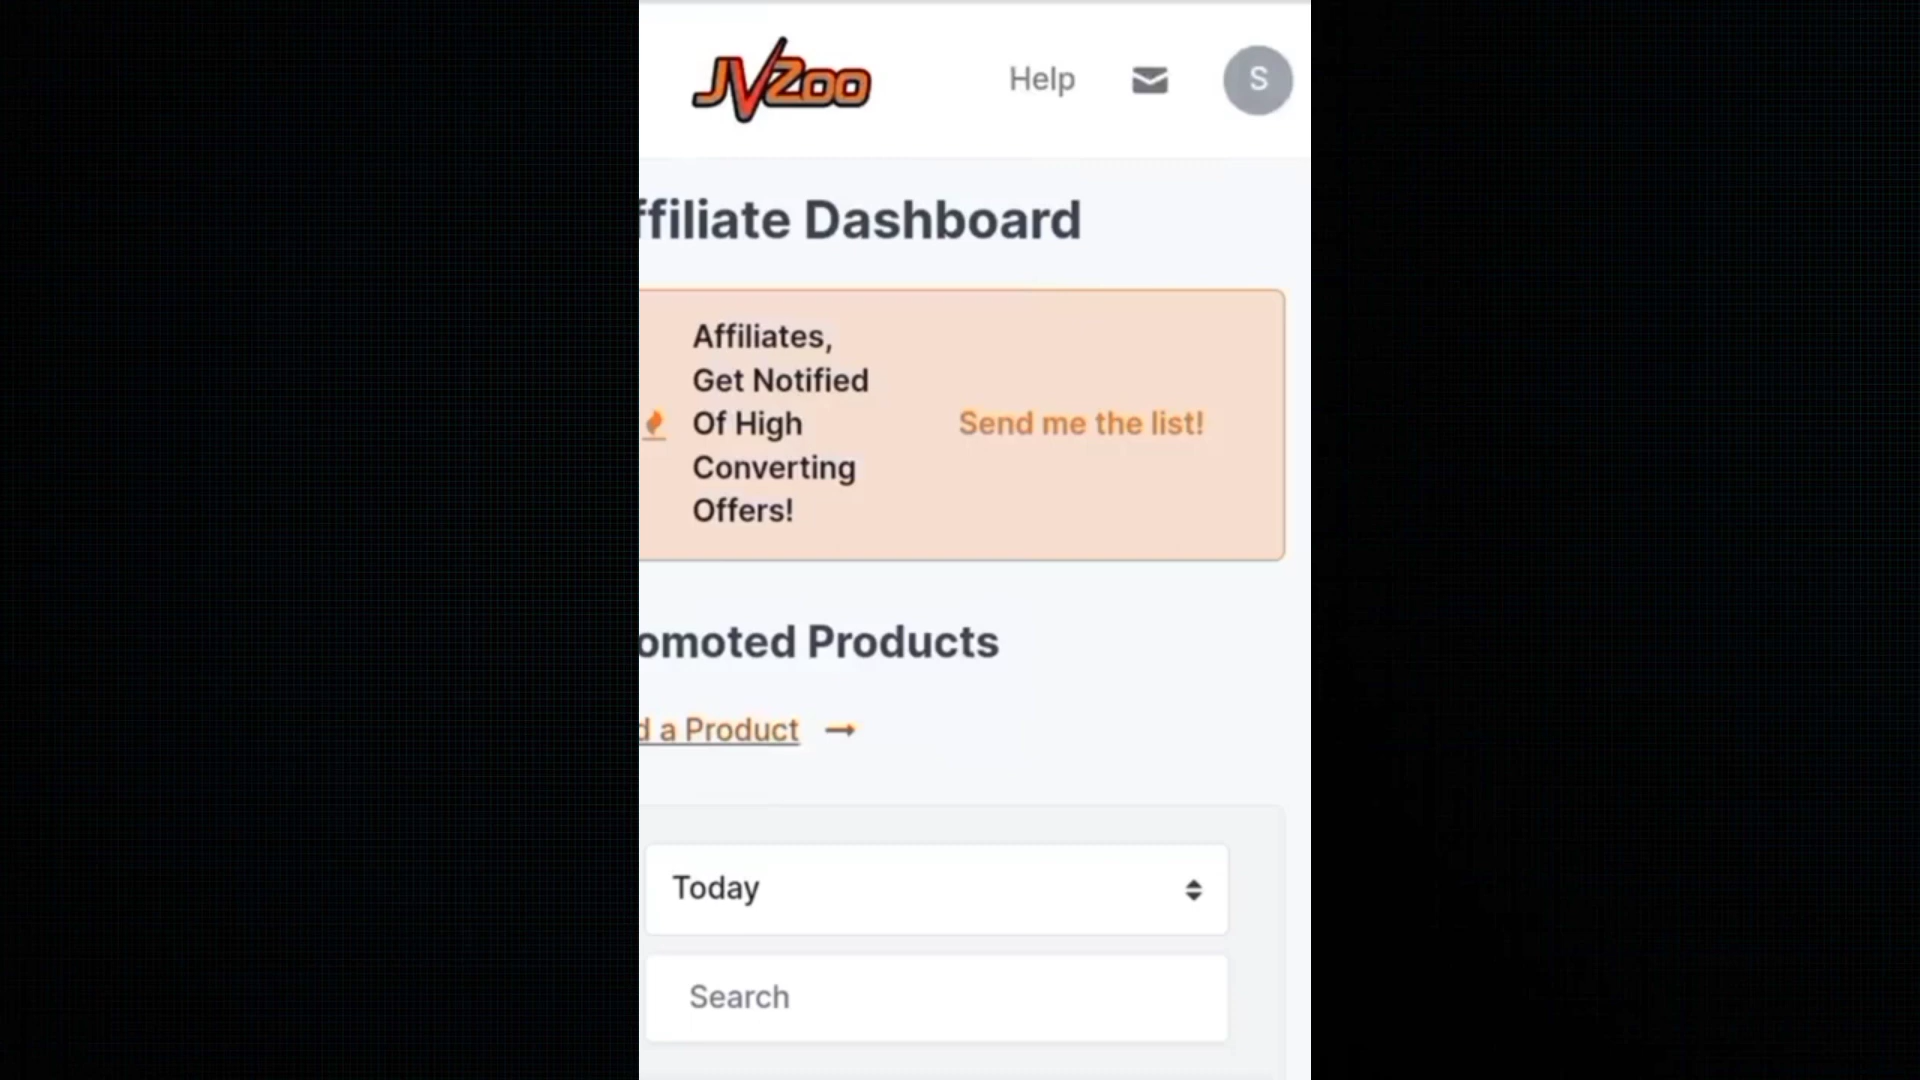 JVZoo
Help
S
ffiliate Dashboard
Affiliates,
Get Notified
Of High
Converting
Offers!
Send me the list!
omoted Products
d a Product
Today
Search